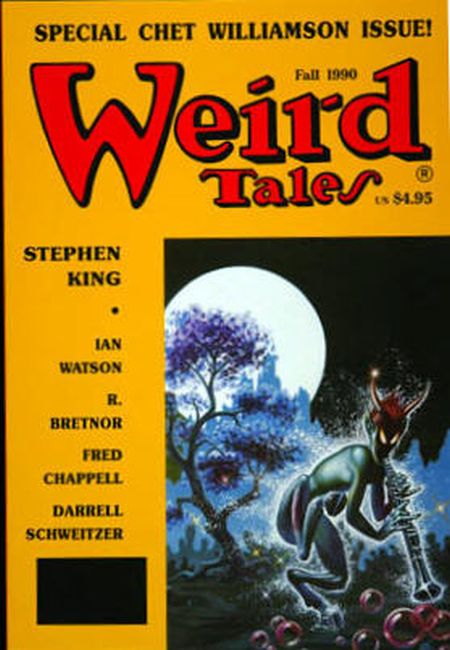 SPECIAL CHET WILLIAMSON ISSUE!
Weird
Fall 1990
Tales
®
US $4.95
STEPHEN
KING
•
IAN
WATSON
R.
BRETNOR
FRED
CHAPPELL
DARRELL
SCHWEITZER